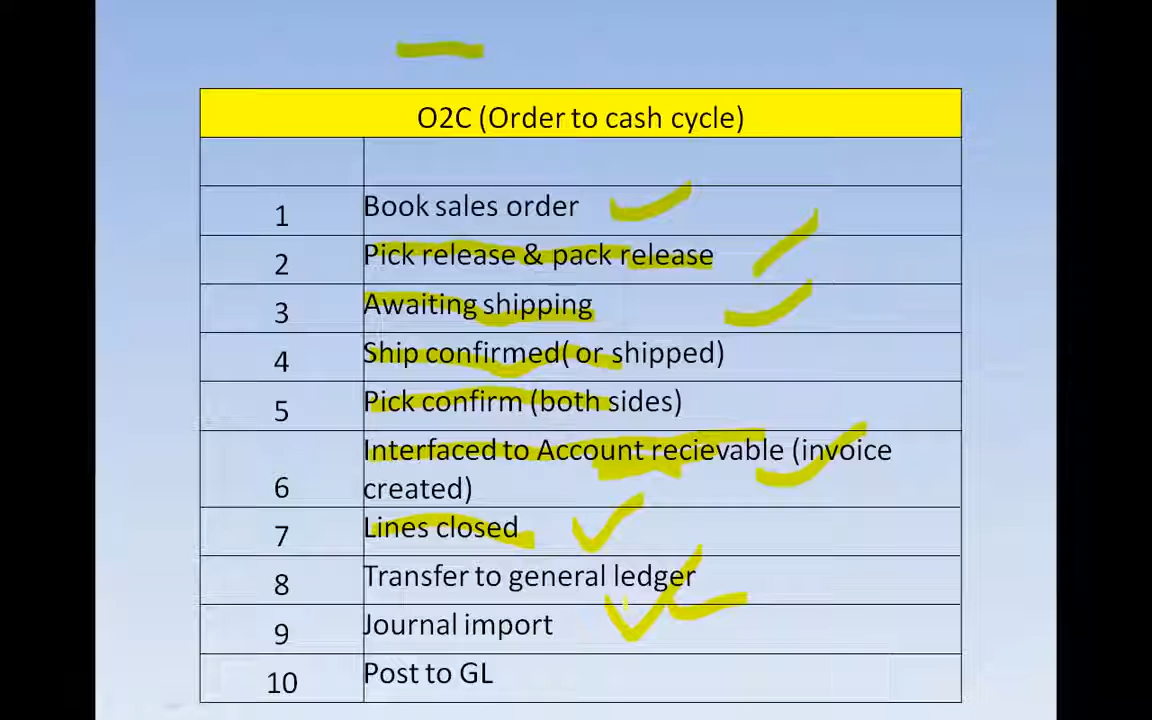 O2C (Order to cash cycle)
1 Book sales order
2 Pick release & pack release
3 Awaiting shipping
4 Ship confirmed( or shipped)
5 Pick confirm (both sides)
6 Interfaced to Account recievable (invoice
created)
7 Lines closed
8 Transfer to general ledger
9 Journal import
10 Post to GL